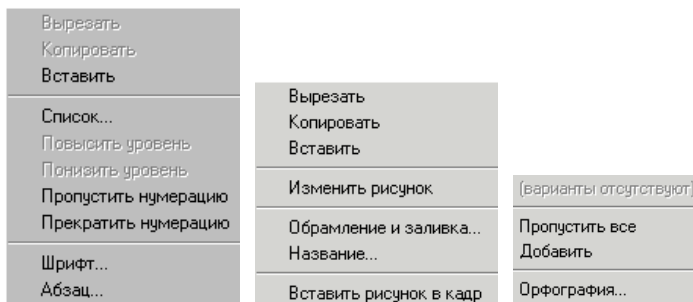 Вырезать
Копировать
Вставить
Список...
Повысить уровень
Понизить уровень
Пропустить нумерацию
Прекратить нумерацию
Шрифт...
Абзац...
Вырезать
Копировать
Вставить
Изменить рисунок
Обрамление и заливка...
Название...
Вставить рисунок в кадр
(варианты отсутствуют)
Пропустить все
Добавить
Орфография...